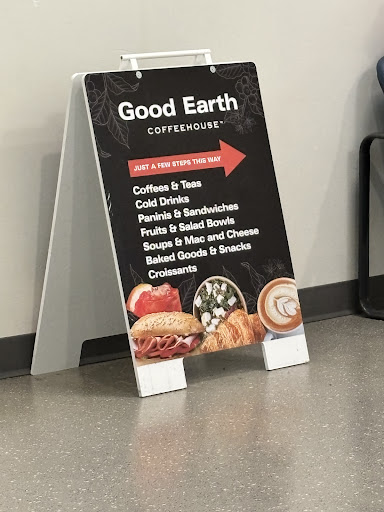 Good Earth
COFFEEHOUSE™
JUST A FEW STEPS THIS WAY
Coffees & Teas
Cold Drinks
Paninis & Sandwiches
Fruits & Salad Bowls
Soups & Mac and Cheese
Baked Goods & Snacks
Croissants